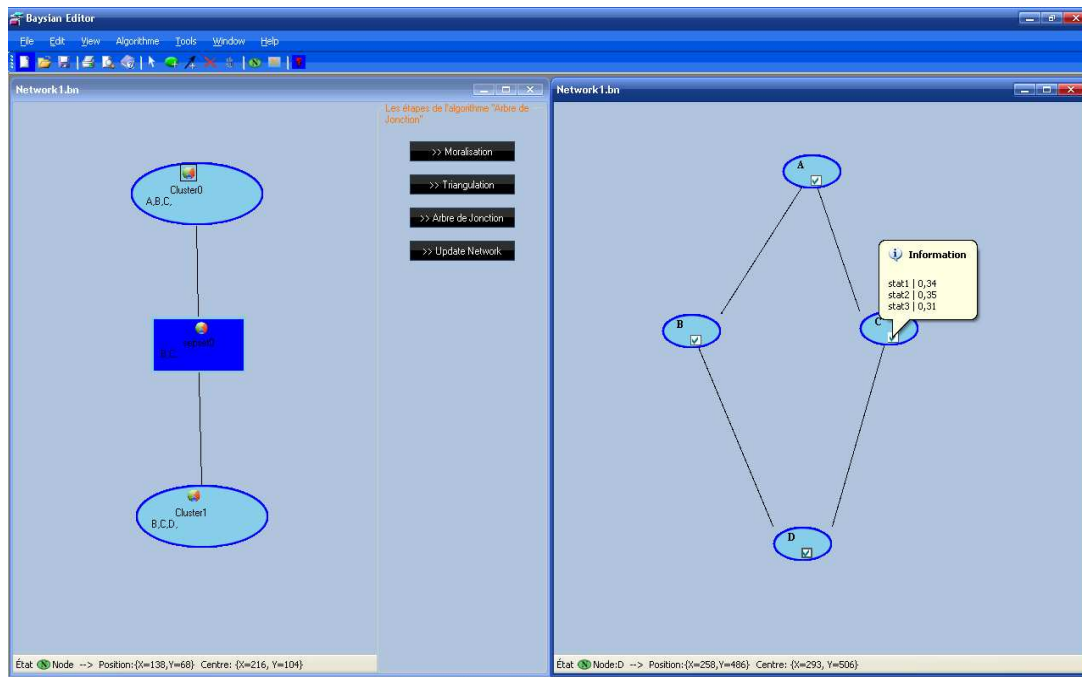 Baysian Editor
File Edit View Algorithme Tools Window Help
Network1.bn
Les étapes de l'algorithme "Arbre de
Jonction"
>> Moralisation
>> Triangulation
>> Arbre de Jonction
>> Update Network
Cluster0
A,B,C,
B,C,
Cluster1
B,C,D,
État N Node --> Position:{X=138,Y=68} Centre: {X=216, Y=104}
Network1.bn
A
B
C
D
Information
stat1 | 0,34
stat2 | 0,35
stat3 | 0,31
État N Node:D --> Position:{X=258,Y=486} Centre: {X=293, Y=506}